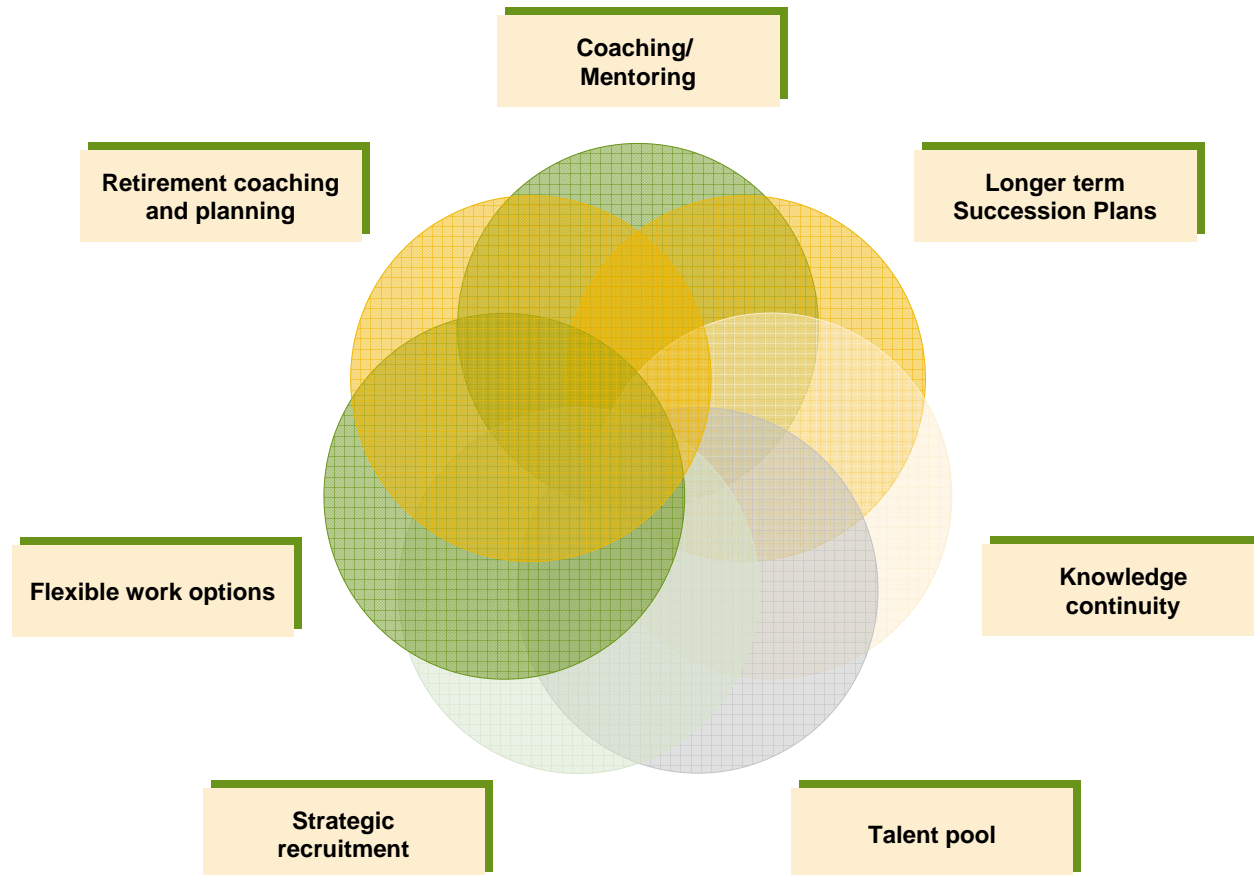 Coaching/
Mentoring
Retirement coaching
and planning
Longer term
Succession Plans
Flexible work options
Knowledge
continuity
Strategic
recruitment
Talent pool